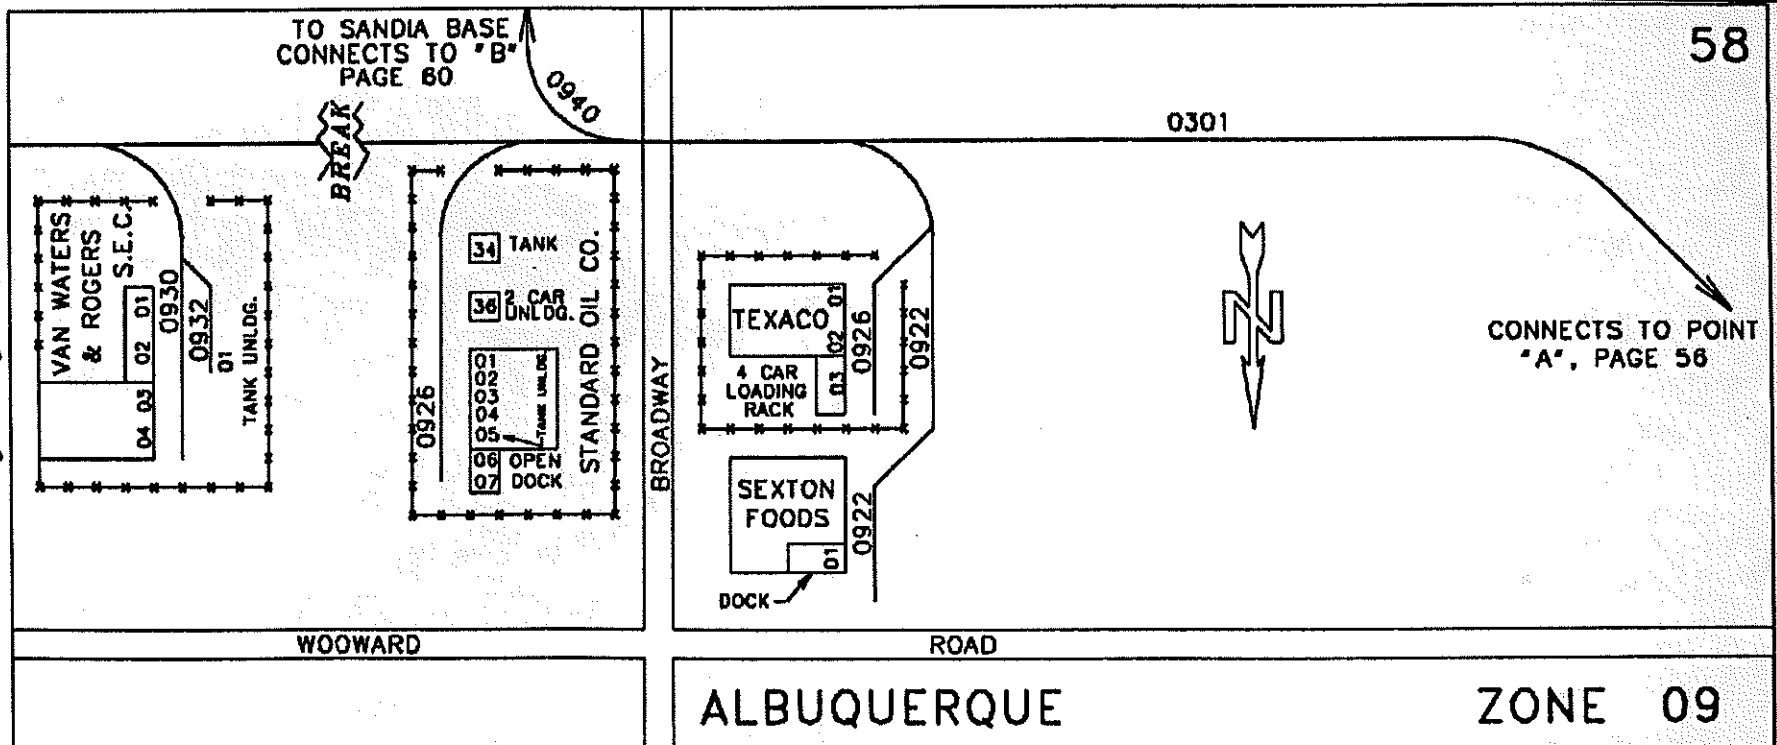 TO SANDIA BASE
CONNECTS TO "B"
PAGE 60
58
0940
0301
BREAK
VAN WATERS
& ROGERS
S.E.C.
01
02
03
04
0930
0932
01
TANK UNLDG.
0926
34 TANK
36 2 CAR
UNLDG.
01
02
03
04
05
TANK UNLDG.
06 OPEN
07 DOCK
STANDARD OIL CO.
BROADWAY
TEXACO
01
02
03
4 CAR
LOADING
RACK
0926
0922
SEXTON
FOODS
01
0922
DOCK
N
CONNECTS TO POINT
"A", PAGE 56
WOOWARD ROAD
ALBUQUERQUE ZONE 09